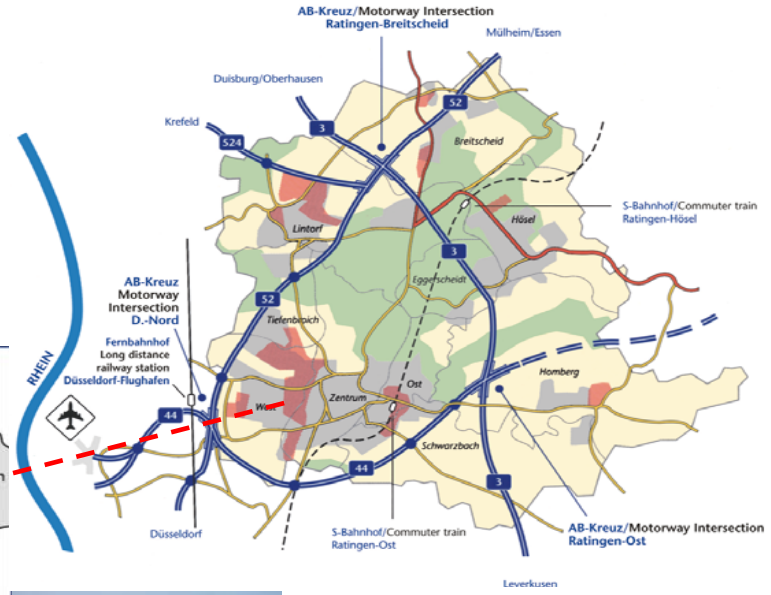 AB-Kreuz/Motorway Intersection
Ratingen-Breitscheid
Mülheim/Essen
Duisburg/Oberhausen
52
Krefeld
3
524
Breitscheid
S-Bahnhof/Commuter train
Ratingen-Hösel
Hösel
Lintorf
3
Eggerscheidt
AB-Kreuz
Motorway
Intersection
D.-Nord
52
Tiefenbroich
Fernbahnhof
Long distance
railway station
Düsseldorf-Flughafen
RHEIN
Homberg
Ost
Zentrum
West
44
Schwarzbach
44
3
Düsseldorf
S-Bahnhof/Commuter train
Ratingen-Ost
AB-Kreuz/Motorway Intersection
Ratingen-Ost
Leverkusen